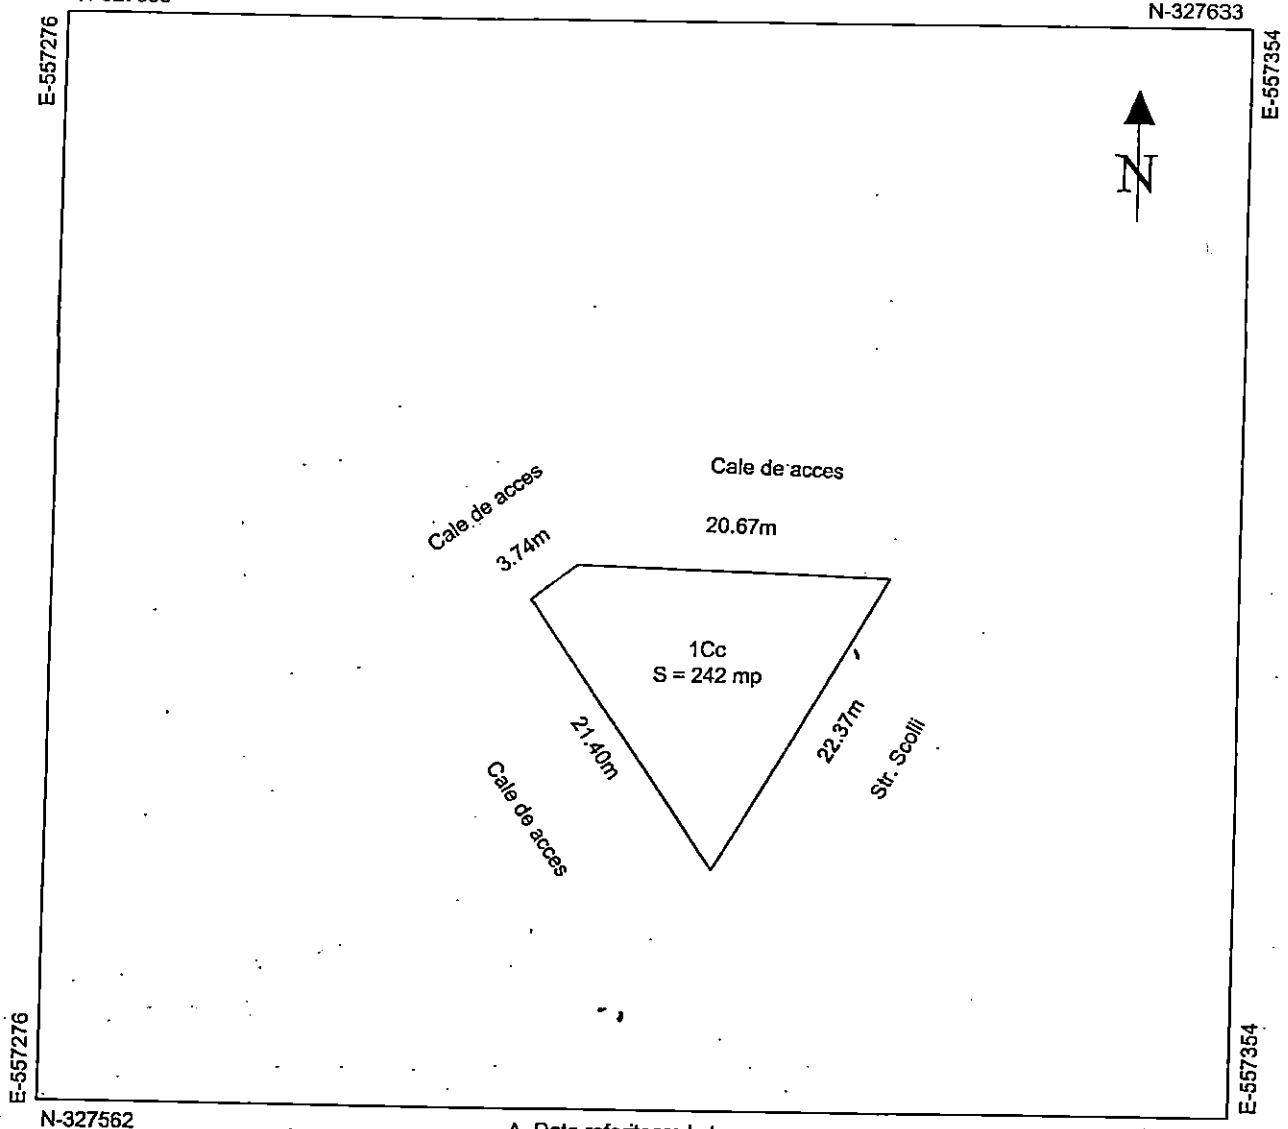 N-327633
E-557276
E-557354
N
Cale de acces
Cale de acces
20.67m
3.74m
1Cc
S = 242 mp
21.40m
22.37m
Str. Scolii
Cale de acces
E-557276
E-557354
N-327562